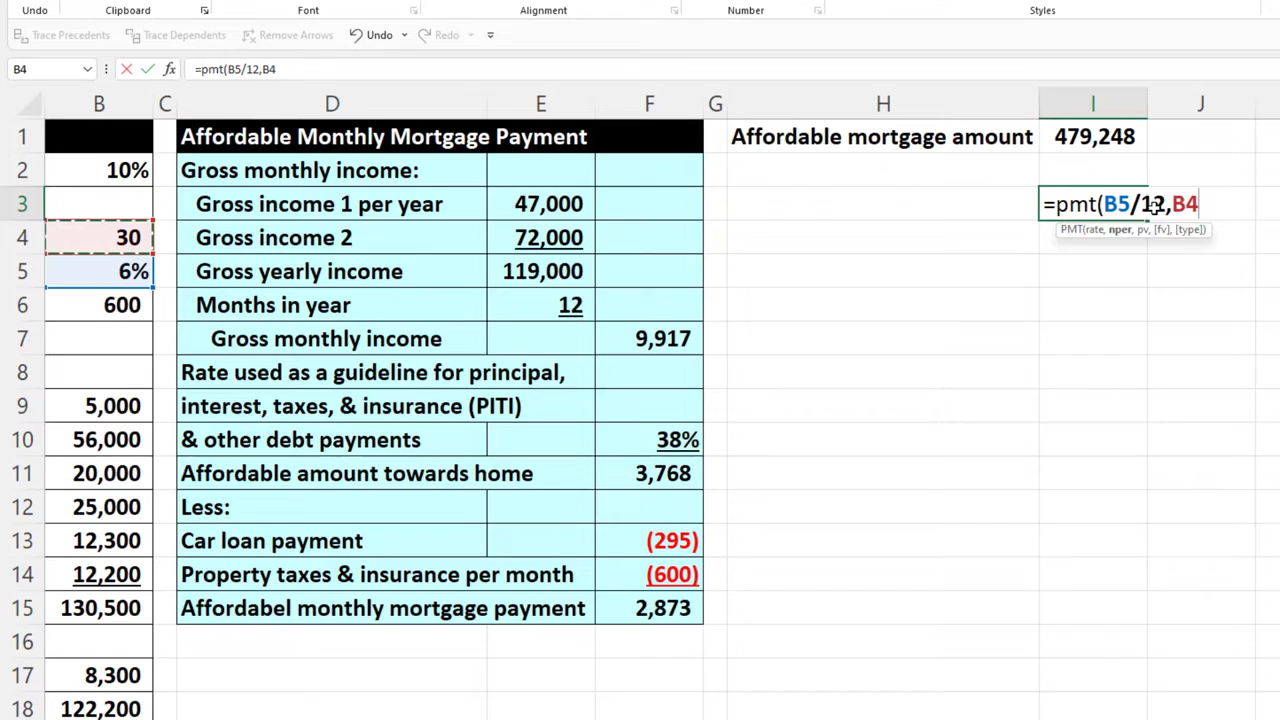 Undo Clipboard Font Alignment Number Styles
Trace Precedents Trace Dependents Remove Arrows Undo Redo
B4 fx =pmt(B5/12,B4
B C D E F G H I J
1 Affordable Monthly Mortgage Payment Affordable mortgage amount 479,248
2 10% Gross monthly income:
3 Gross income 1 per year 47,000 =pmt(B5/12,B4
4 30 Gross income 2 72,000 PMT(rate, nper, pv, [fv], [type])
5 6% Gross yearly income 119,000
6 600 Months in year 12
7 Gross monthly income 9,917
8 Rate used as a guideline for principal,
9 5,000 interest, taxes, & insurance (PITI)
10 56,000 & other debt payments 38%
11 20,000 Affordable amount towards home 3,768
12 25,000 Less:
13 12,300 Car loan payment (295)
14 12,200 Property taxes & insurance per month (600)
15 130,500 Affordabel monthly mortgage payment 2,873
16
17 8,300
18 122,200